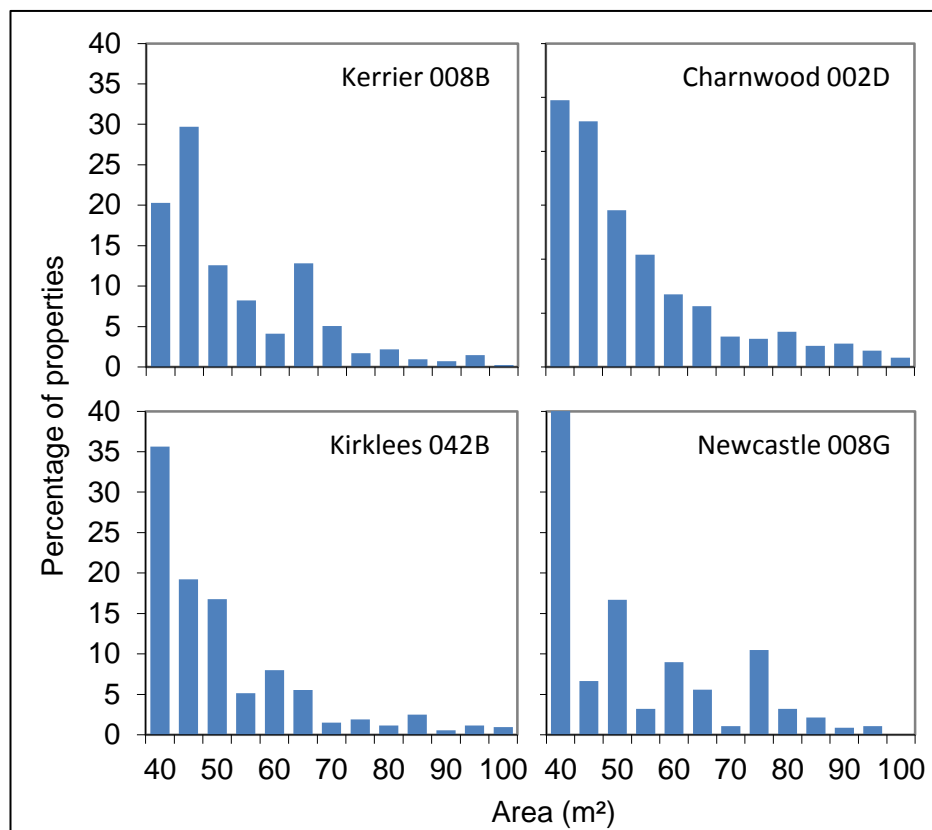 40
35
30
25
20
15
10
5
0
Kerrier 008B
Charnwood 002D
40
35
30
25
20
15
10
5
0
Kirklees 042B
Newcastle 008G
Percentage of properties
40 50 60 70 80 90 100
40 50 60 70 80 90 100
Area (m²)